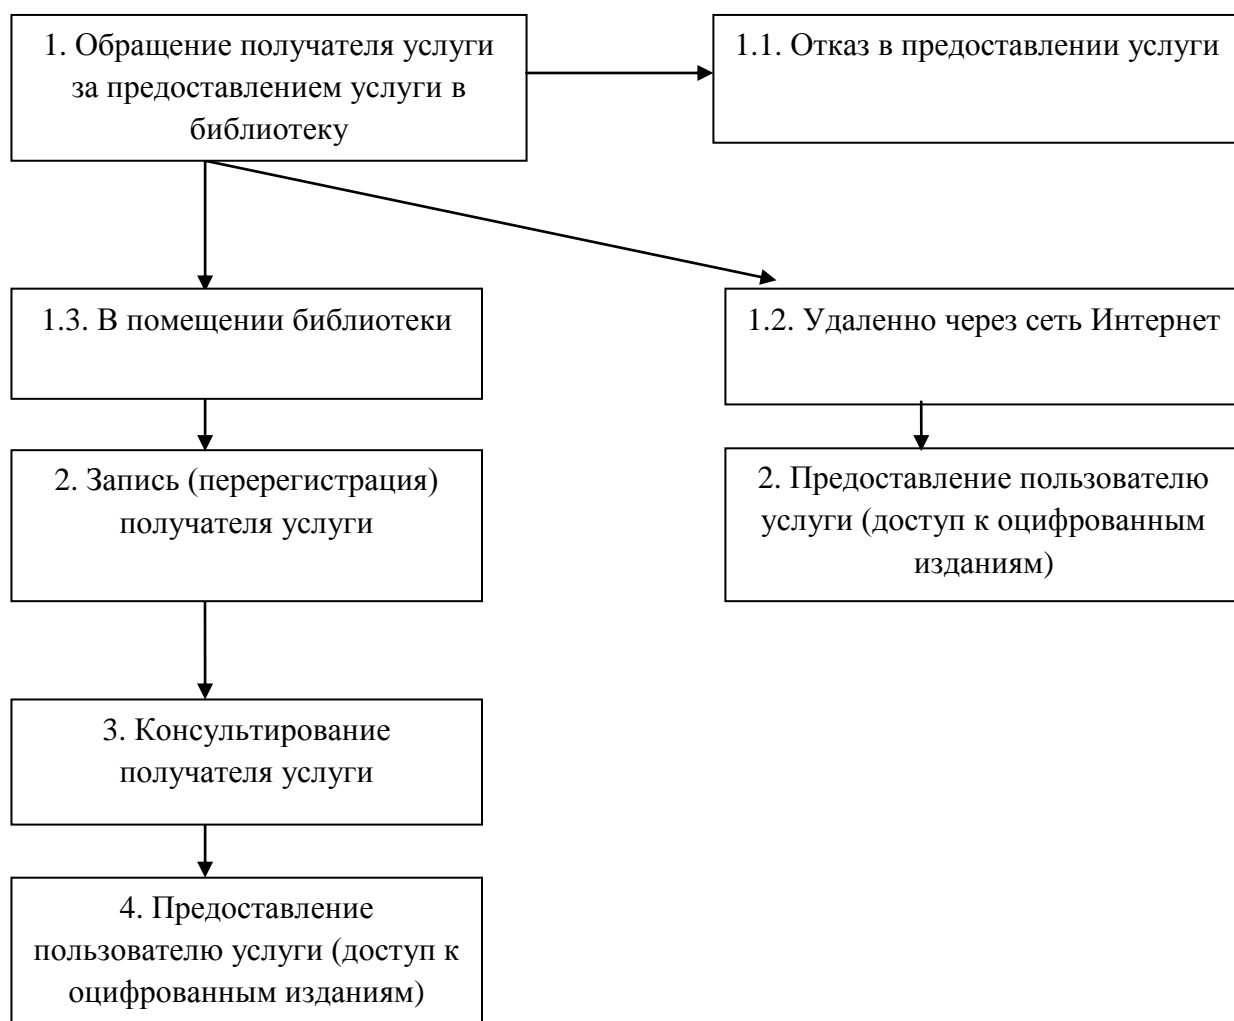 1. Обращение получателя услуги
за предоставлением услуги в
библиотеку
1.1. Отказ в предоставлении услуги
1.3. В помещении библиотеки
1.2. Удаленно через сеть Интернет
2. Запись (перерегистрация)
получателя услуги
2. Предоставление пользователю
услуги (доступ к оцифрованным
изданиям)
3. Консультирование
получателя услуги
4. Предоставление
пользователю услуги (доступ к
оцифрованным изданиям)